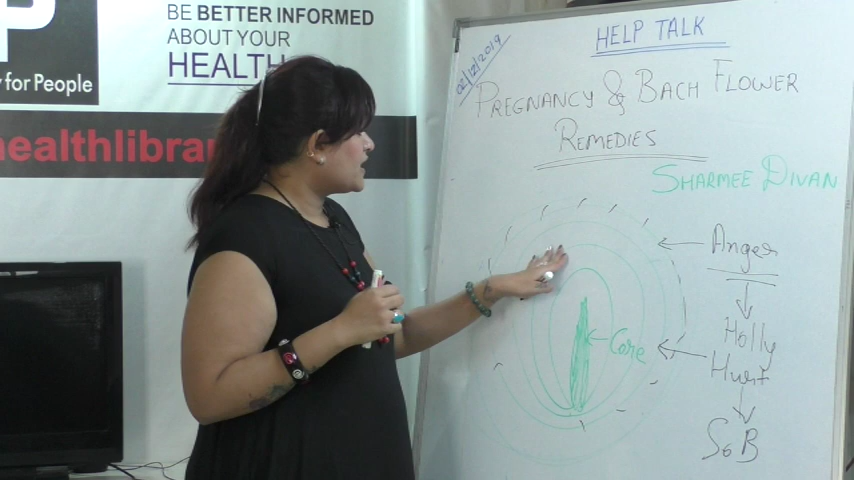 P
y for People
BE BETTER INFORMED
ABOUT YOUR
HEALTH
healthlibrar
02/12/2019
HELP TALK
PREGNANCY & BACH FLOWER
REMEDIES
SHARMEE DIVAN
Anger
Core
Holly
Hurt
SoB